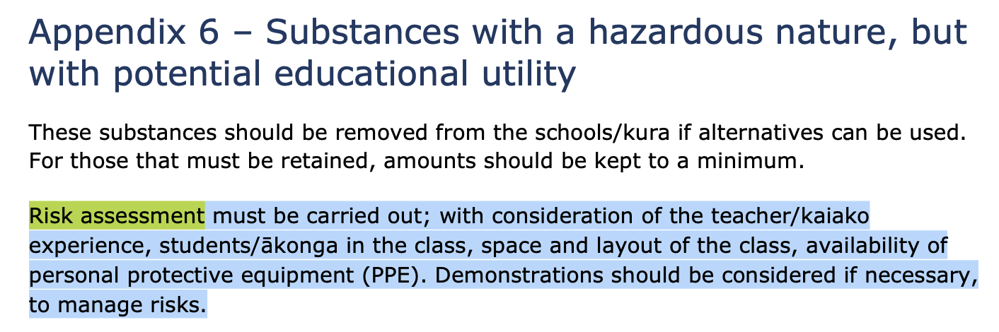 Appendix 6 – Substances with a hazardous nature, but
with potential educational utility
These substances should be removed from the schools/kura if alternatives can be used.
For those that must be retained, amounts should be kept to a minimum.
Risk assessment must be carried out; with consideration of the teacher/kaiako
experience, students/ākonga in the class, space and layout of the class, availability of
personal protective equipment (PPE). Demonstrations should be considered if necessary,
to manage risks.